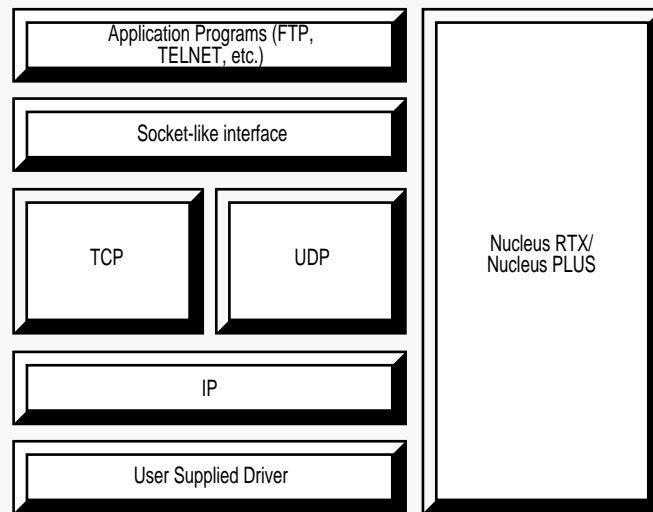 Application Programs (FTP,
TELNET, etc.)
Socket-like interface
TCP
UDP
IP
User Supplied Driver
Nucleus RTX/
Nucleus PLUS